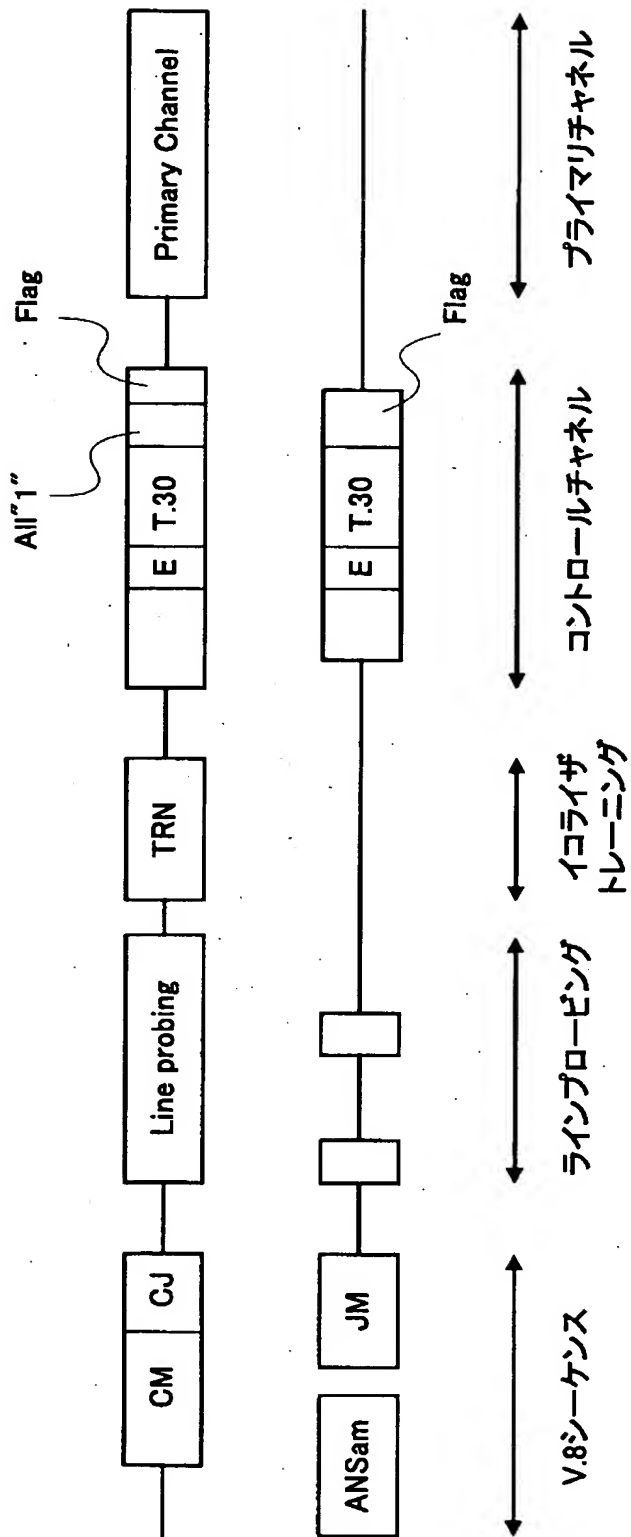 CM
CJ
Line probing
TRN
E
T.30
All"1"
Flag
Primary Channel
ANSam
JM
E
T.30
Flag
V.8シーケンス
ラインプロービング
イコライザ
トレーニング
コントロールチャネル
プライマリチャネル